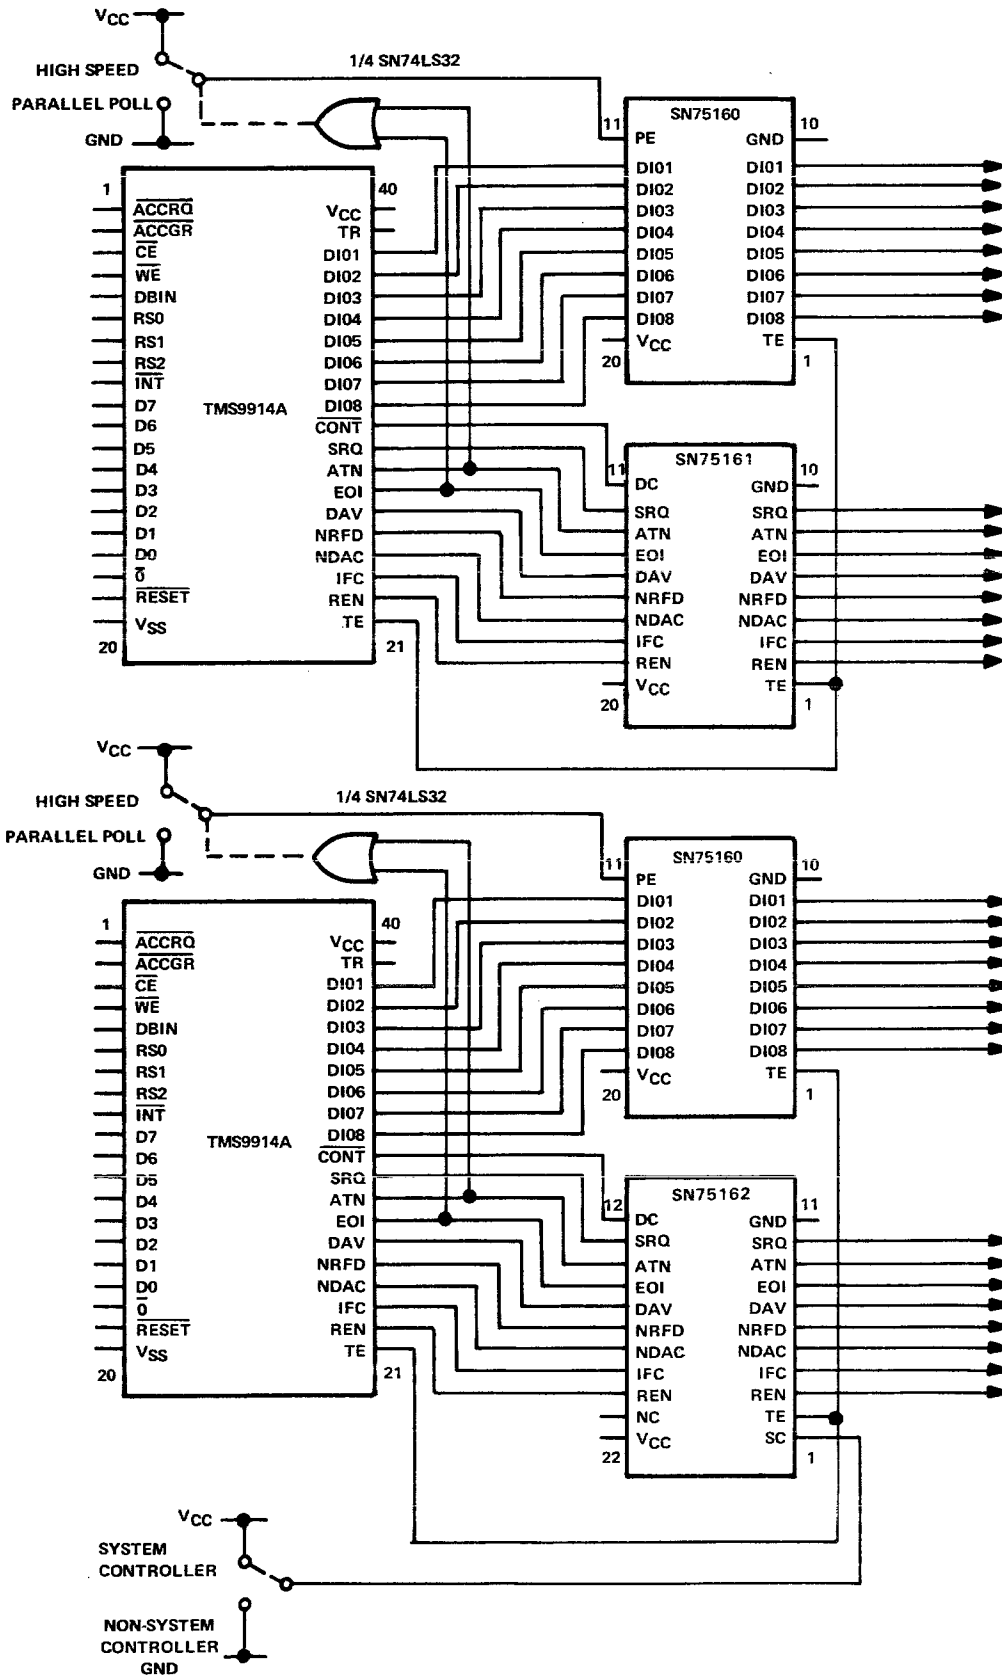 VCC
HIGH SPEED
PARALLEL POLL
GND
1/4 SN74LS32
1
40
ACCRQ
ACCGR
CE
WE
DBIN
RS0
RS1
RS2
INT
D7
D6
D5
D4
D3
D2
D1
D0
0
RESET
VSS
20
TMS9914A
VCC
TR
DI01
DI02
DI03
DI04
DI05
DI06
DI07
DI08
CONT
SRQ
ATN
EOI
DAV
NRFD
NDAC
IFC
REN
TE
21
SN75160
11
10
PE
DI01
DI02
DI03
DI04
DI05
DI06
DI07
DI08
VCC
20
GND
DI01
DI02
DI03
DI04
DI05
DI06
DI07
DI08
TE
1
SN75161
11
10
DC
SRQ
ATN
EOI
DAV
NRFD
NDAC
IFC
REN
VCC
20
GND
SRQ
ATN
EOI
DAV
NRFD
NDAC
IFC
REN
TE
1
VCC
HIGH SPEED
PARALLEL POLL
GND
1/4 SN74LS32
1
40
ACCRQ
ACCGR
CE
WE
DBIN
RS0
RS1
RS2
INT
D7
D6
D5
D4
D3
D2
D1
D0
0
RESET
VSS
20
TMS9914A
VCC
TR
DI01
DI02
DI03
DI04
DI05
DI06
DI07
DI08
CONT
SRQ
ATN
EOI
DAV
NRFD
NDAC
IFC
REN
TE
21
SN75160
11
10
PE
DI01
DI02
DI03
DI04
DI05
DI06
DI07
DI08
VCC
20
GND
DI01
DI02
DI03
DI04
DI05
DI06
DI07
DI08
TE
1
SN75162
12
11
DC
SRQ
ATN
EOI
DAV
NRFD
NDAC
IFC
REN
NC
VCC
22
GND
SRQ
ATN
EOI
DAV
NRFD
NDAC
IFC
REN
TE
SC
1
VCC
SYSTEM
CONTROLLER
NON-SYSTEM
CONTROLLER
GND